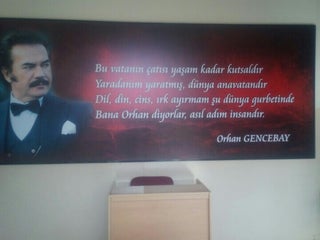 Bu vatanın çatısı yaşam kadar kutsaldır
Yaradanım yaratmış, dünya anavatandır
Dil, din, cins, ırk ayırmam şu dünya gurbetinde
Bana Orhan diyorlar, asıl adım insandır.
Orhan GENCEBAY